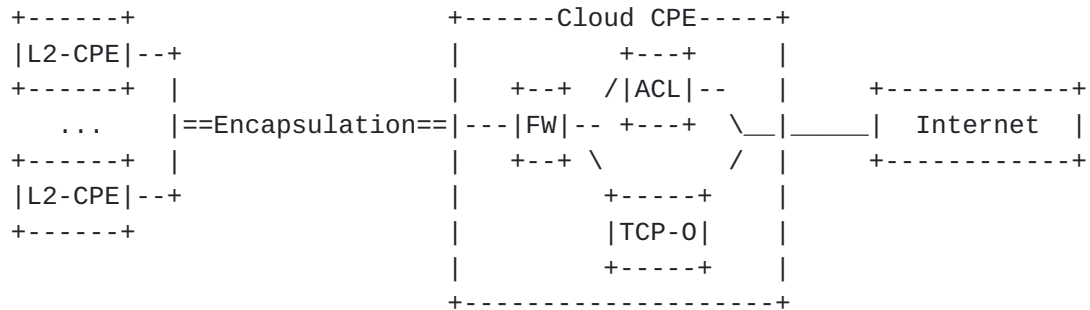 +------+                    +------Cloud CPE-----+
|L2-CPE|--+                 |          +---+     |
+------+  |                 |   +--+  /|ACL|--   |     +------------+
   ...    |==Encapsulation==|---|FW|-- +---+  \__|_____|  Internet  |
+------+  |                 |   +--+ \        /  |     +------------+
|L2-CPE|--+                 |         +-----+    |
+------+                    |         |TCP-O|    |
                            |         +-----+    |
                            +--------------------+